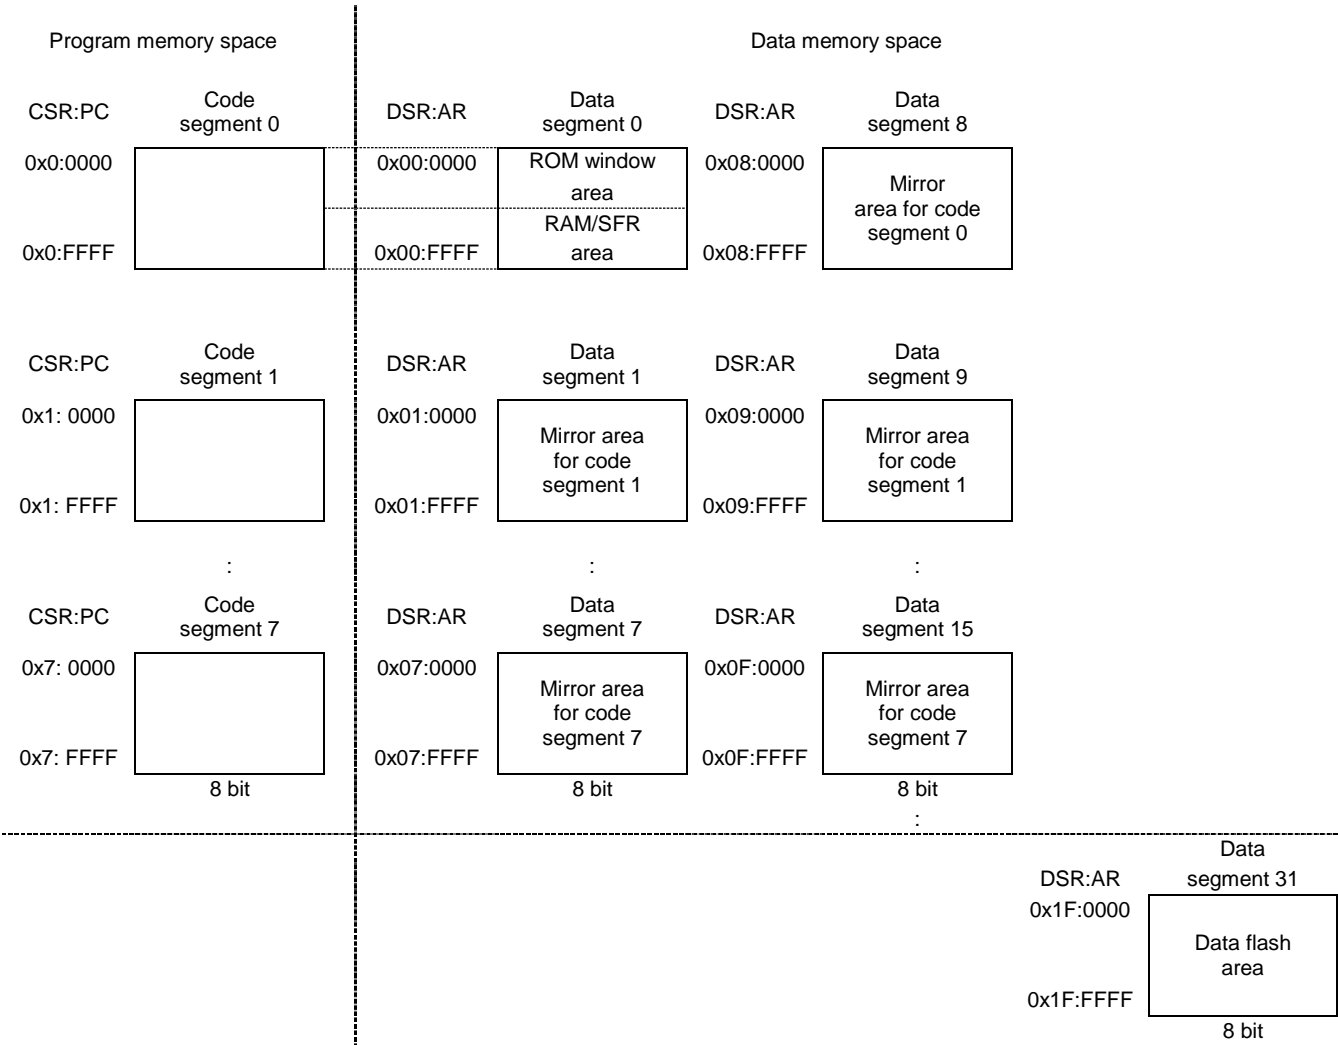 Program memory space
Data memory space
CSR:PC
Code
segment 0
DSR:AR
Data
segment 0
DSR:AR
Data
segment 8
0x0:0000
0x0:FFFF
0x00:0000
0x00:FFFF
ROM window
area
RAM/SFR
area
0x08:0000
0x08:FFFF
Mirror
area for code
segment 0
CSR:PC
Code
segment 1
DSR:AR
Data
segment 1
DSR:AR
Data
segment 9
0x1: 0000
0x1: FFFF
0x01:0000
0x01:FFFF
Mirror area
for code
segment 1
0x09:0000
0x09:FFFF
Mirror area
for code
segment 1
:
:
:
CSR:PC
Code
segment 7
DSR:AR
Data
segment 7
DSR:AR
Data
segment 15
0x7: 0000
0x7: FFFF
0x07:0000
0x07:FFFF
Mirror area
for code
segment 7
0x0F:0000
0x0F:FFFF
Mirror area
for code
segment 7
8 bit
8 bit
8 bit
:
DSR:AR
Data
segment 31
0x1F:0000
0x1F:FFFF
Data flash
area
8 bit